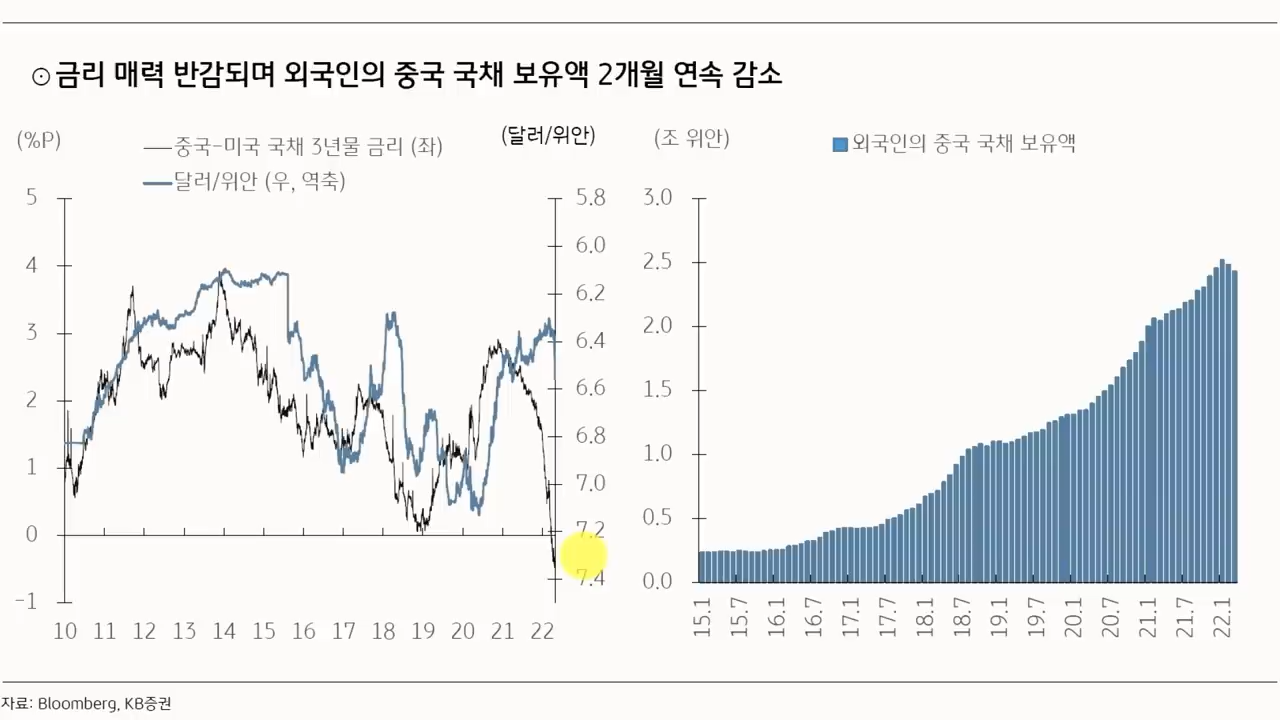 ⊙금리 매력 반감되며 외국인의 중국 국채 보유액 2개월 연속 감소
(%P)
중국-미국 국채 3년물 금리 (좌)
달러/위안 (우, 역축)
(달러/위안)
5
4
3
2
1
0
-1
5.8
6.0
6.2
6.4
6.6
6.8
7.0
7.2
7.4
10 11 12 13 14 15 16 17 18 19 20 21 22
(조 위안)
외국인의 중국 국채 보유액
3.0
2.5
2.0
1.5
1.0
0.5
0.0
15.1 15.7 16.1 16.7 17.1 17.7 18.1 18.7 19.1 19.7 20.1 20.7 21.1 21.7 22.1
자료: Bloomberg, KB증권